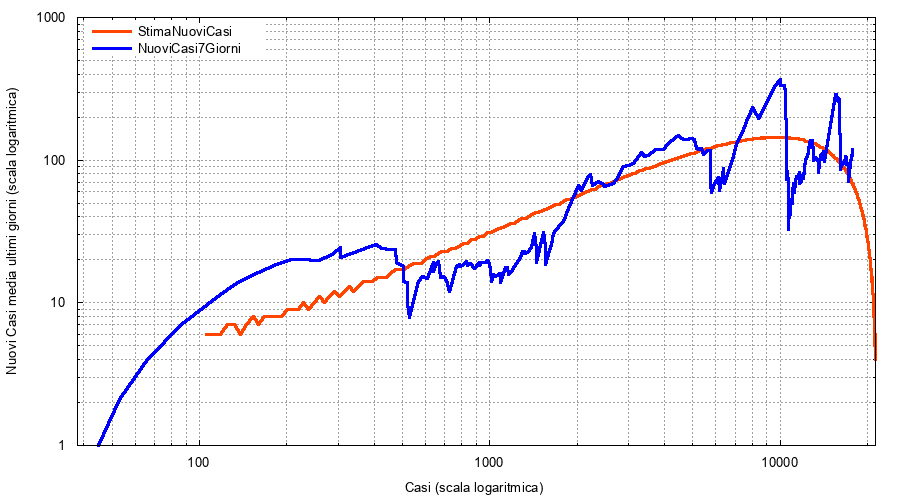 1000
StimaNuoviCasi
NuoviCasi7Giorni
100
10
1
Nuovi Casi media ultimi giorni (scala logaritmica)
100
1000
10000
Casi (scala logaritmica)